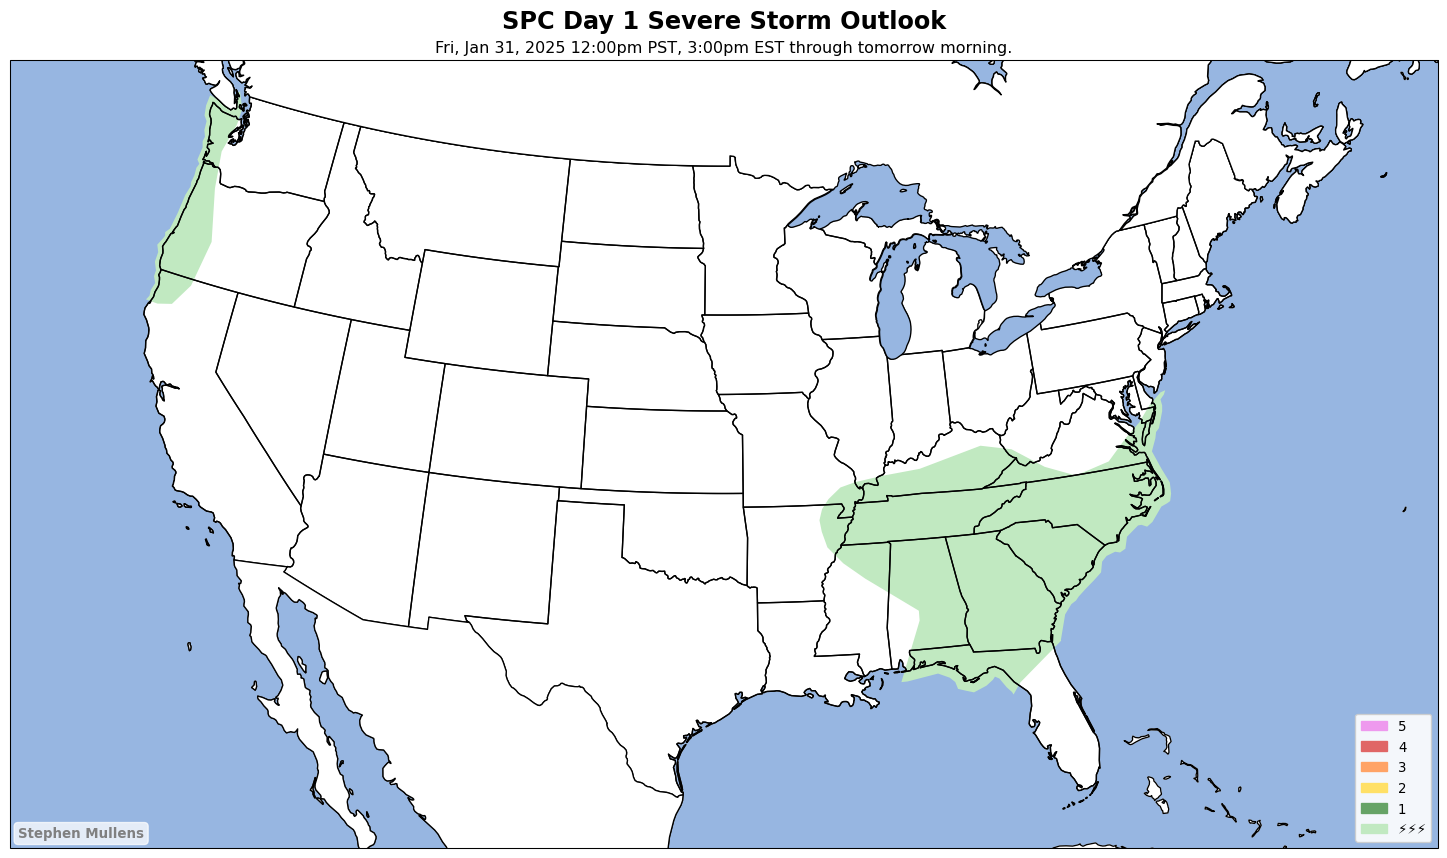 SPC Day 1 Severe Storm Outlook
Fri, Jan 31, 2025 12:00pm PST, 3:00pm EST through tomorrow morning.
5
4
3
2
1
⚡⚡⚡
Stephen Mullens